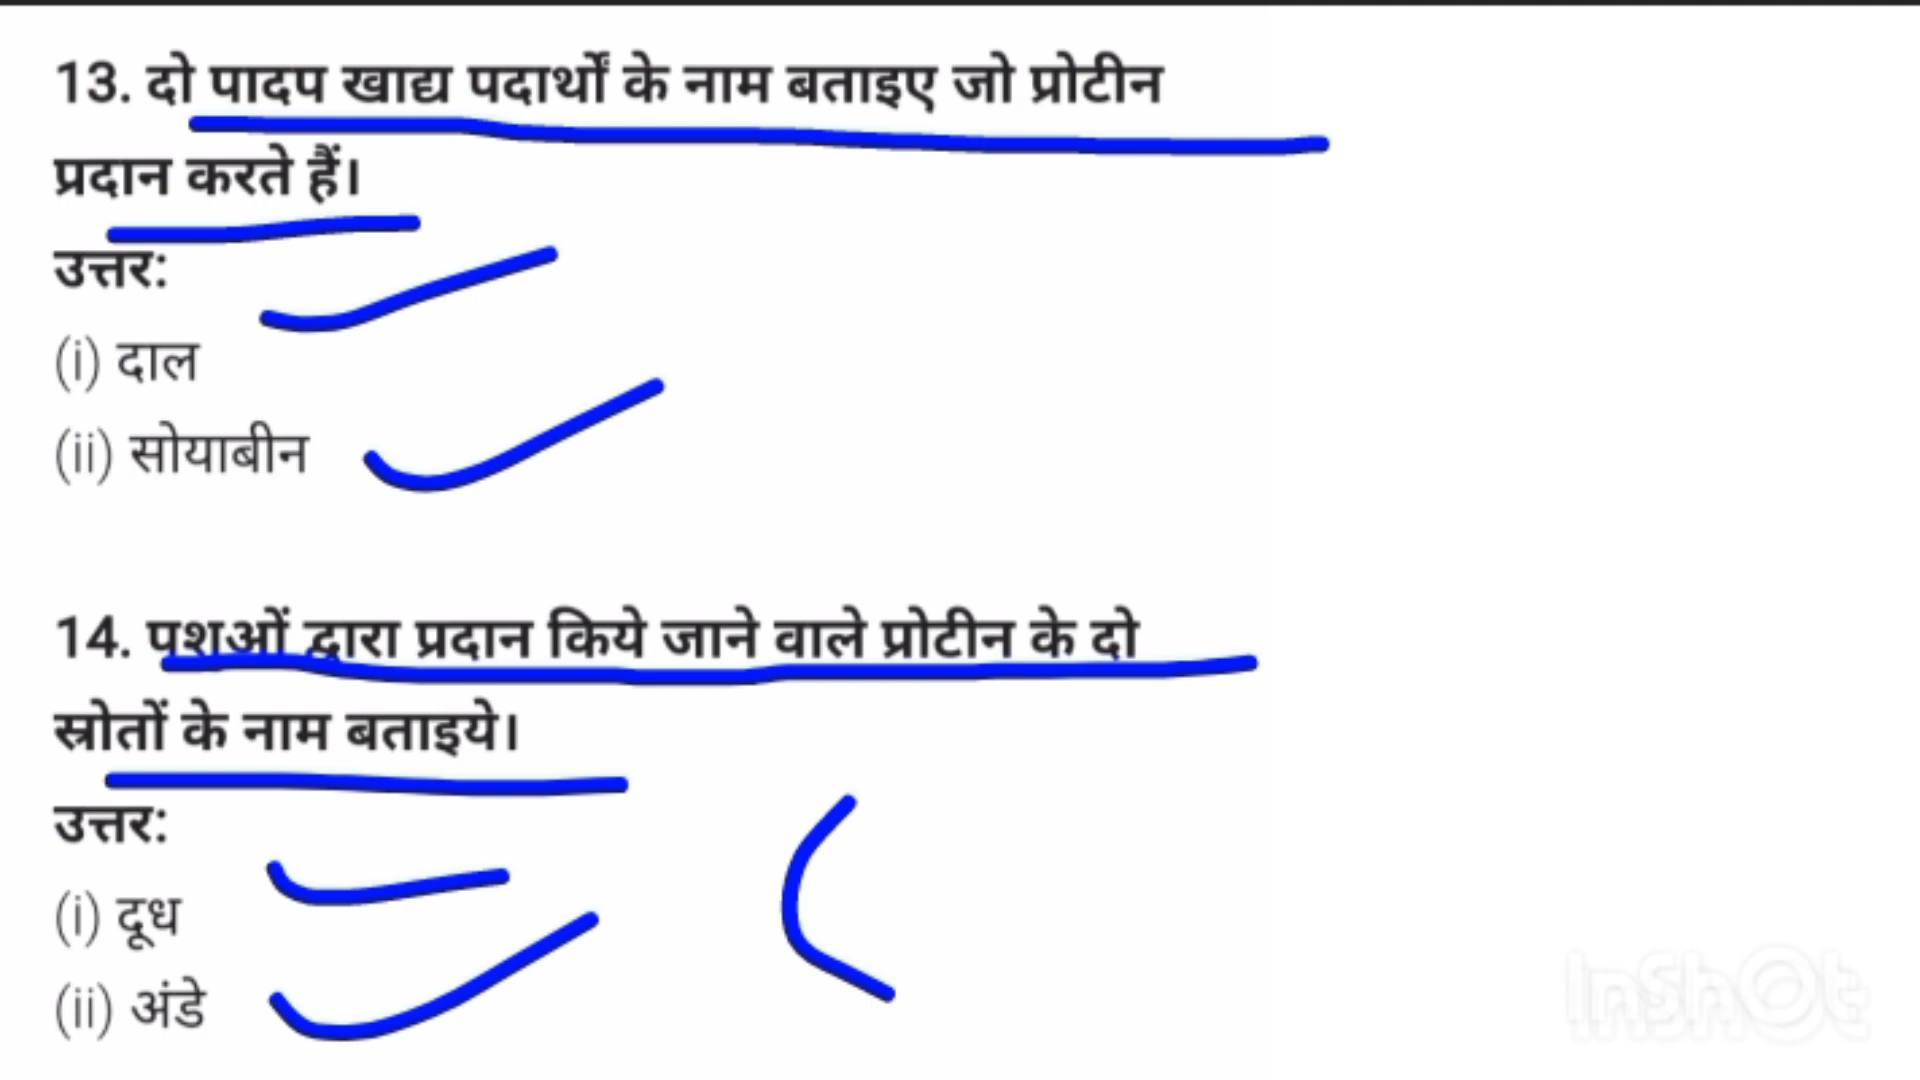 13. दो पादप खाद्य पदार्थों के नाम बताइए जो प्रोटीन
प्रदान करते हैं।
उत्तर:
(i) दाल
(ii) सोयाबीन
14. पशुओं द्वारा प्रदान किये जाने वाले प्रोटीन के दो
स्रोतों के नाम बताइये।
उत्तर:
(i) दूध
(ii) अंडे
InShOt